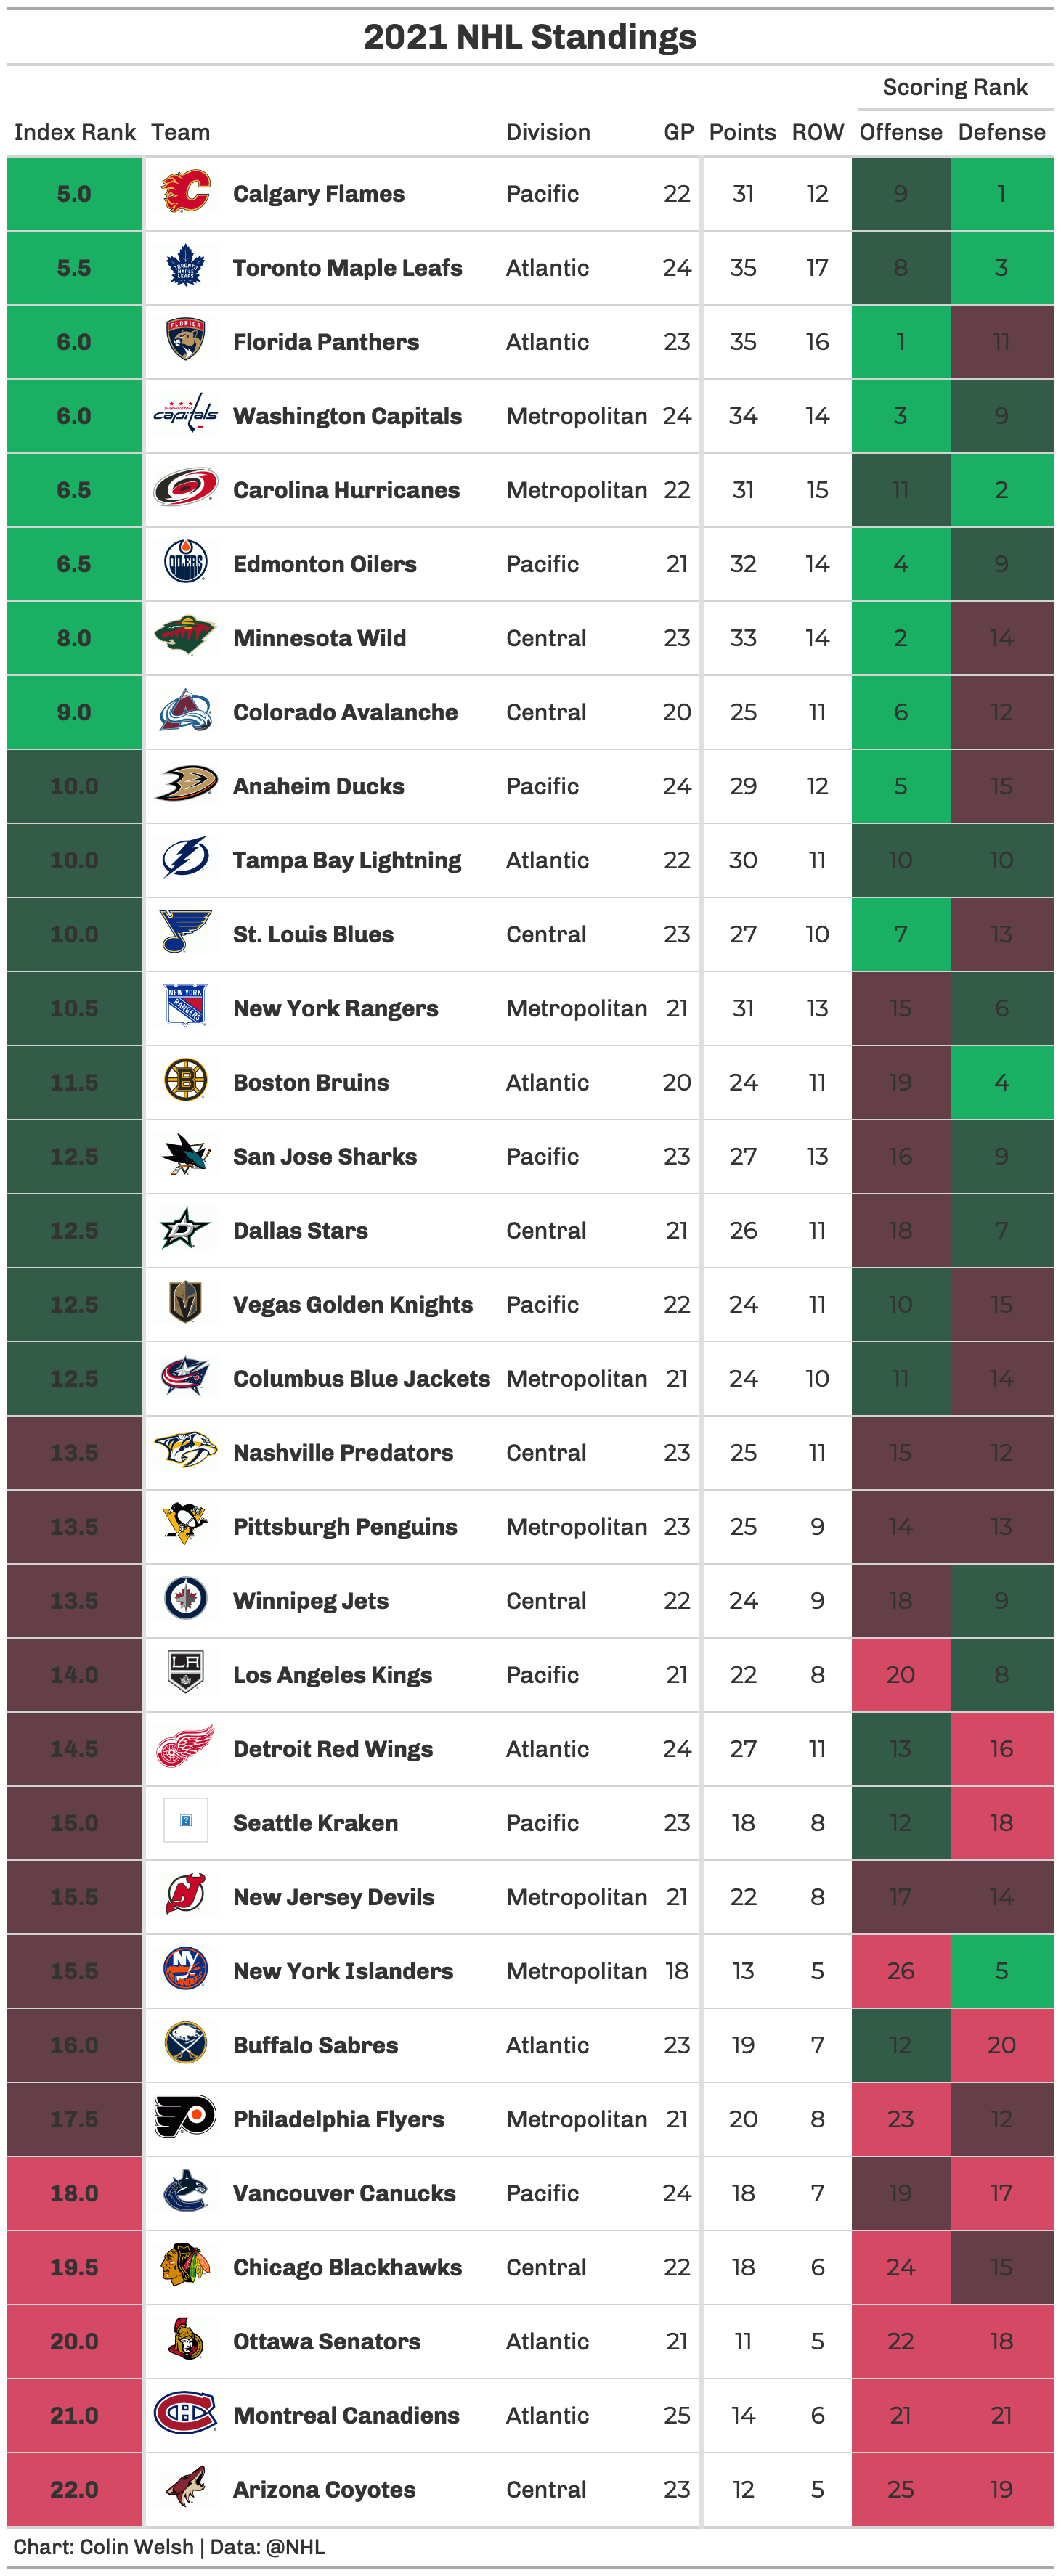 2021 NHL Standings
Scoring Rank
Index Rank Team Division GP Points ROW Offense Defense
5.0 Calgary Flames Pacific 22 31 12 9 1
5.5 Toronto Maple Leafs Atlantic 24 35 17 8 3
6.0 Florida Panthers Atlantic 23 35 16 1 11
6.0 Washington Capitals Metropolitan 24 34 14 3 9
6.5 Carolina Hurricanes Metropolitan 22 31 15 11 2
6.5 Edmonton Oilers Pacific 21 32 14 4 9
8.0 Minnesota Wild Central 23 33 14 2 14
9.0 Colorado Avalanche Central 20 25 11 6 12
10.0 Anaheim Ducks Pacific 24 29 12 5 15
10.0 Tampa Bay Lightning Atlantic 22 30 11 10 10
10.0 St. Louis Blues Central 23 27 10 7 13
10.5 New York Rangers Metropolitan 21 31 13 15 6
11.5 Boston Bruins Atlantic 20 24 11 19 4
12.5 San Jose Sharks Pacific 23 27 13 16 9
12.5 Dallas Stars Central 21 26 11 18 7
12.5 Vegas Golden Knights Pacific 22 24 11 10 15
12.5 Columbus Blue Jackets Metropolitan 21 24 10 11 14
13.5 Nashville Predators Central 23 25 11 15 12
13.5 Pittsburgh Penguins Metropolitan 23 25 9 14 13
13.5 Winnipeg Jets Central 22 24 9 18 9
14.0 Los Angeles Kings Pacific 21 22 8 20 8
14.5 Detroit Red Wings Atlantic 24 27 11 13 16
15.0 Seattle Kraken Pacific 23 18 8 12 18
15.5 New Jersey Devils Metropolitan 21 22 8 17 14
15.5 New York Islanders Metropolitan 18 13 5 26 5
16.0 Buffalo Sabres Atlantic 23 19 7 12 20
17.5 Philadelphia Flyers Metropolitan 21 20 8 23 12
18.0 Vancouver Canucks Pacific 24 18 7 19 17
19.5 Chicago Blackhawks Central 22 18 6 24 15
20.0 Ottawa Senators Atlantic 21 11 5 22 18
21.0 Montreal Canadiens Atlantic 25 14 6 21 21
22.0 Arizona Coyotes Central 23 12 5 25 19
Chart: Colin Welsh | Data: @NHL